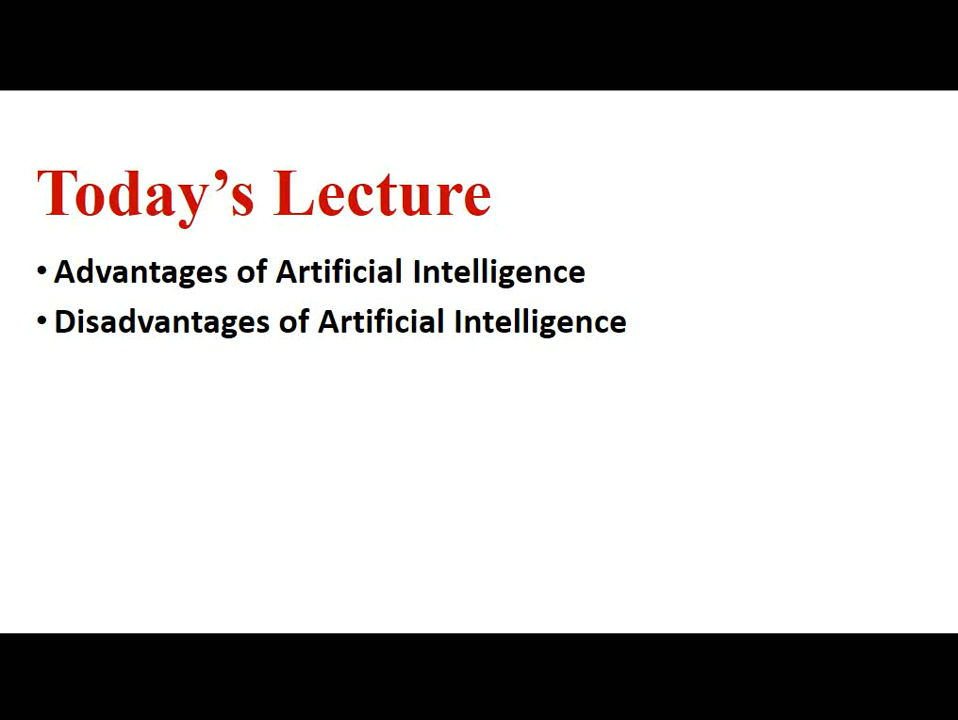 Today’s Lecture
• Advantages of Artificial Intelligence
• Disadvantages of Artificial Intelligence